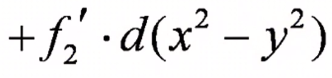 +f₂′ · d(x² − y²)